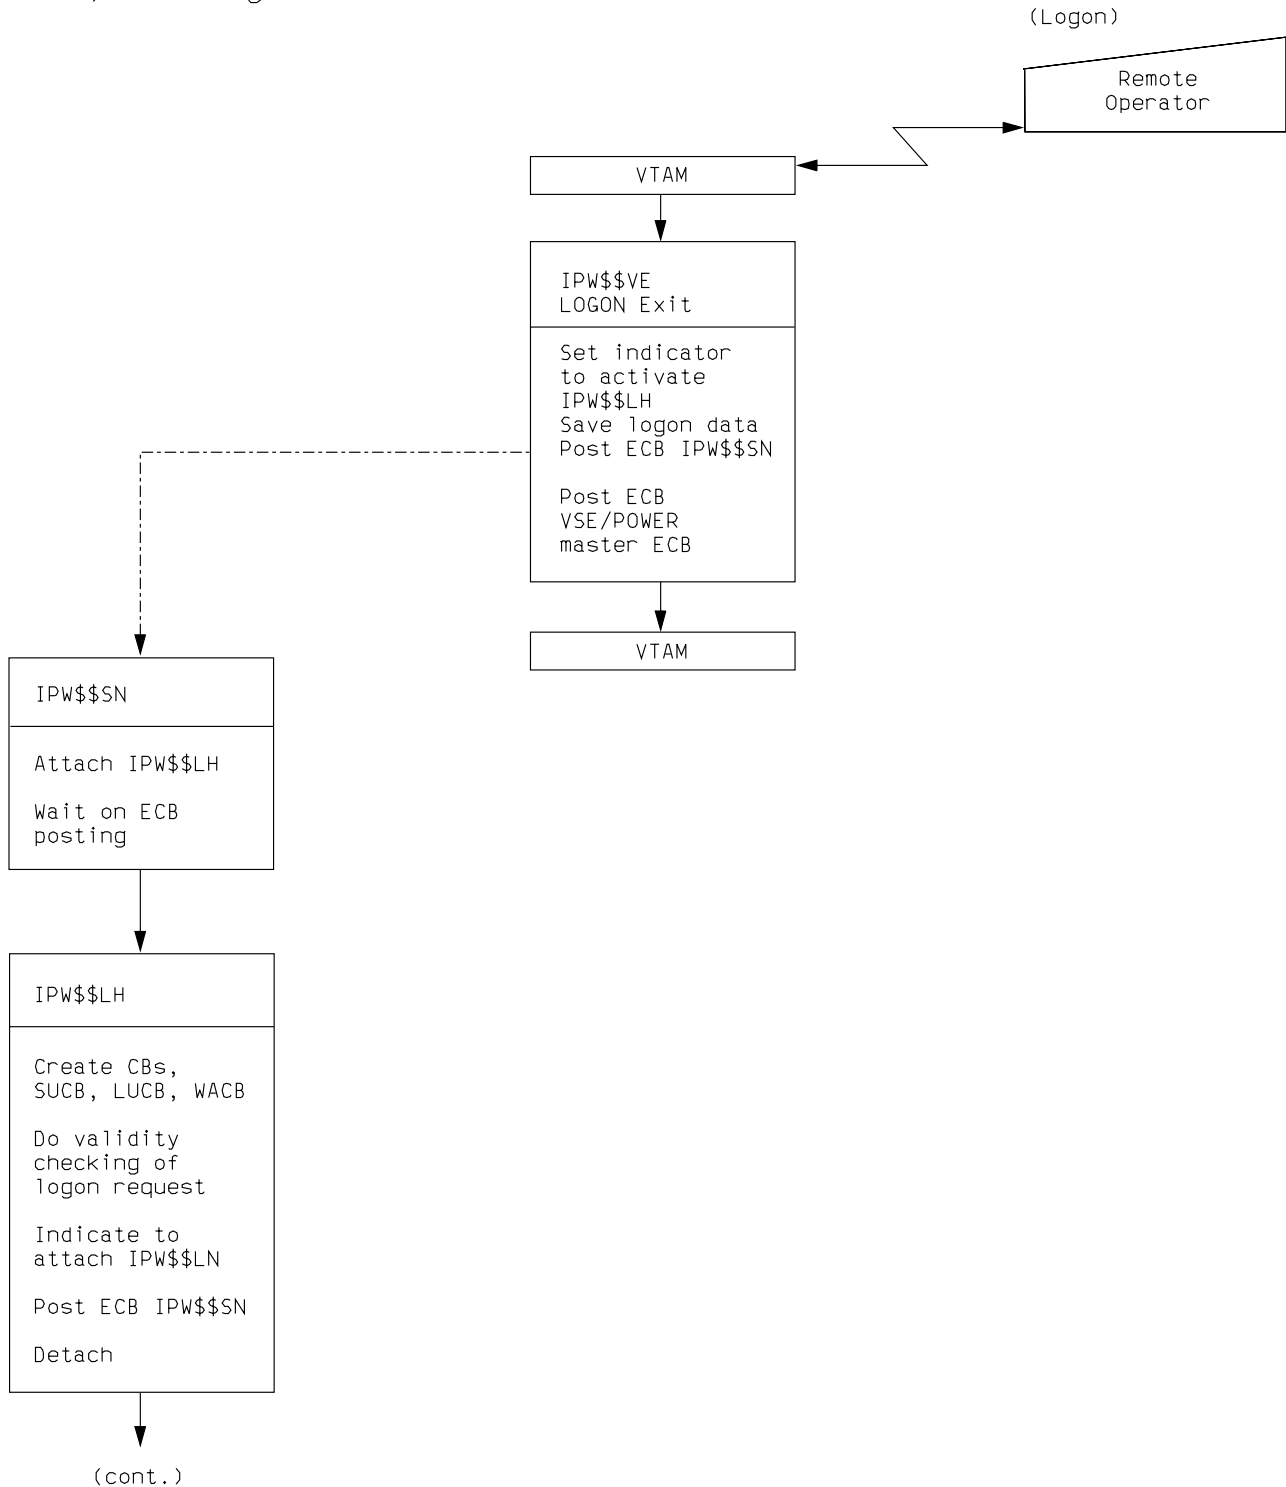 (Logon)
Remote
Operator
VTAM
IPW$$VE
LOGON Exit
Set indicator
to activate
IPW$$LH
Save logon data
Post ECB IPW$$SN
Post ECB
VSE/POWER
master ECB
VTAM
IPW$$SN
Attach IPW$$LH
Wait on ECB
posting
IPW$$LH
Create CBs,
SUCB, LUCB, WACB
Do validity
checking of
logon request
Indicate to
attach IPW$$LN
Post ECB IPW$$SN
Detach
(cont.)